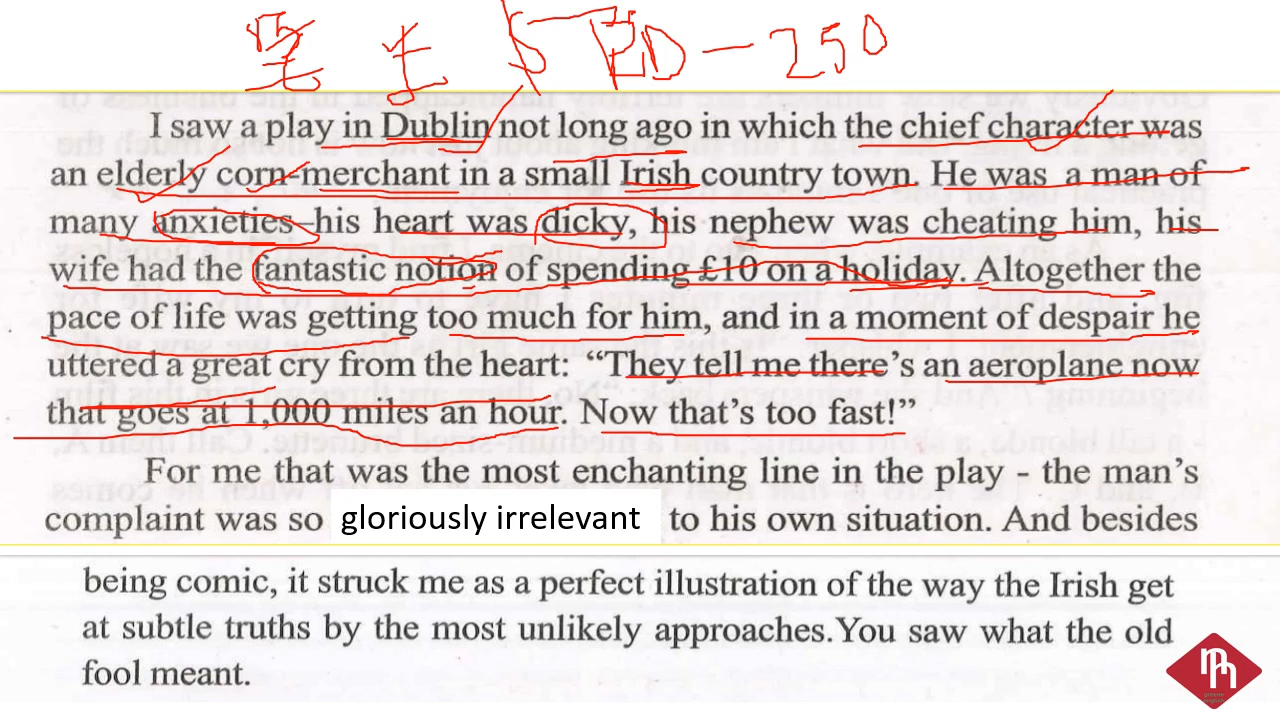 250
I saw a play in Dublin not long ago in which the chief character was
an elderly corn-merchant in a small Irish country town. He was a man of
many anxieties–his heart was dicky, his nephew was cheating him, his
wife had the fantastic notion of spending £10 on a holiday. Altogether the
pace of life was getting too much for him, and in a moment of despair he
uttered a great cry from the heart: “They tell me there's an aeroplane now
that goes at 1,000 miles an hour. Now that's too fast!”
For me that was the most enchanting line in the play - the man's
complaint was so gloriously irrelevant to his own situation. And besides
being comic, it struck me as a perfect illustration of the way the Irish get
at subtle truths by the most unlikely approaches. You saw what the old
fool meant.